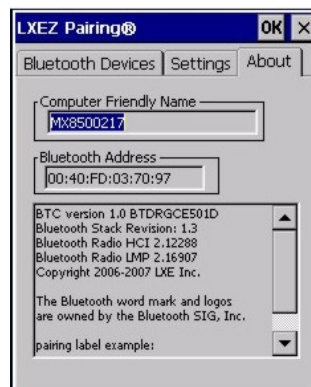 LXEZ Pairing® OK ×
Bluetooth Devices Settings About
Computer Friendly Name
MX8500217
Bluetooth Address
00:40:FD:03:70:97
BTC version 1.0 BTDRGCE501D
Bluetooth Stack Revision: 1.3
Bluetooth Radio HCI 2.12288
Bluetooth Radio LMP 2.16907
Copyright 2006-2007 LXE Inc.
The Bluetooth word mark and logos
are owned by the Bluetooth SIG, Inc.
pairing label example: